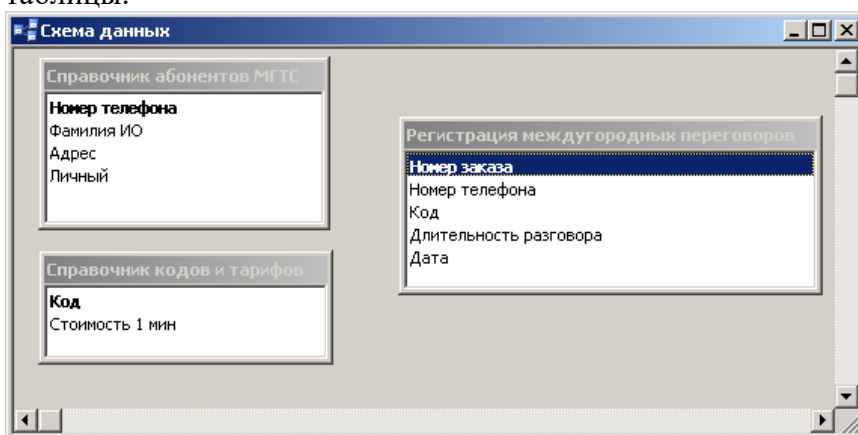 таблицы.
Схема данных
Справочник абонентов МГТС
Номер телефона
Фамилия ИО
Адрес
Личный
Регистрация междугородных переговоров
Номер заказа
Номер телефона
Код
Длительность разговора
Дата
Справочник кодов и тарифов
Код
Стоимость 1 мин